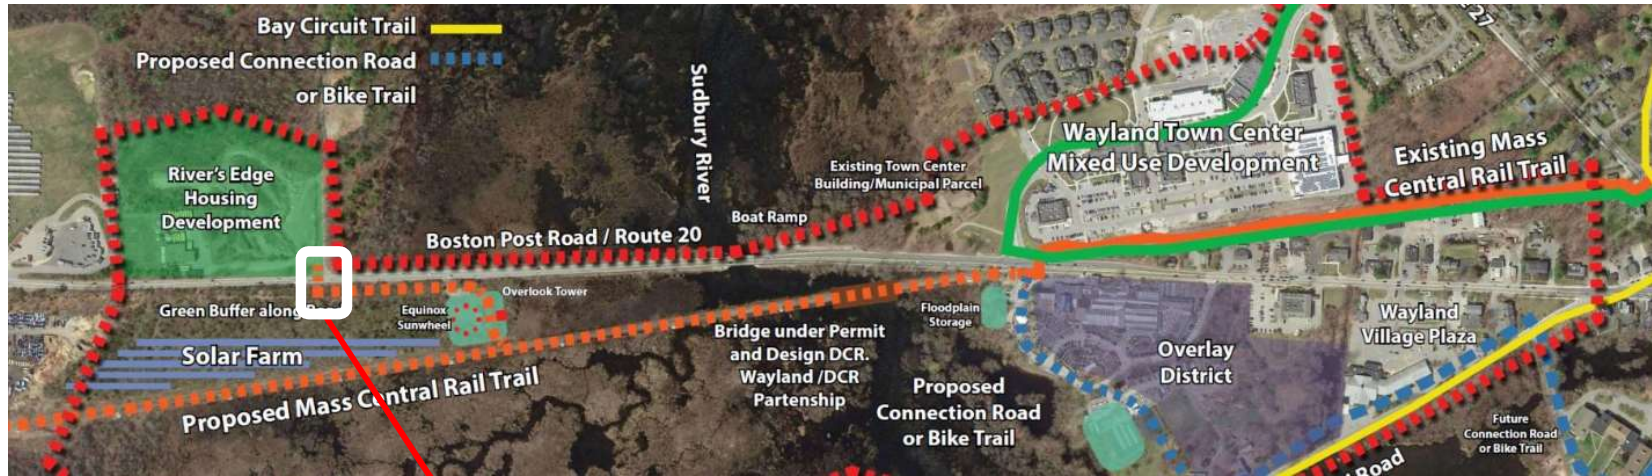 Bay Circuit Trail
Proposed Connection Road
or Bike Trail
27
Sudbury River
Wayland Town Center
Mixed Use Development
Existing Mass
Central Rail Trail
River's Edge
Housing
Development
Existing Town Center
Building/Municipal Parcel
Boat Ramp
Boston Post Road / Route 20
Green Buffer along
Equinox
Sunwheel
Overlook Tower
Floodplain
Storage
Solar Farm
Proposed Mass Central Rail Trail
Bridge under Permit
and Design DCR.
Wayland /DCR
Partenship
Proposed
Connection Road
or Bike Trail
Overlay
District
Wayland
Village Plaza
Future
Connection Road
or Bike Trail
Road